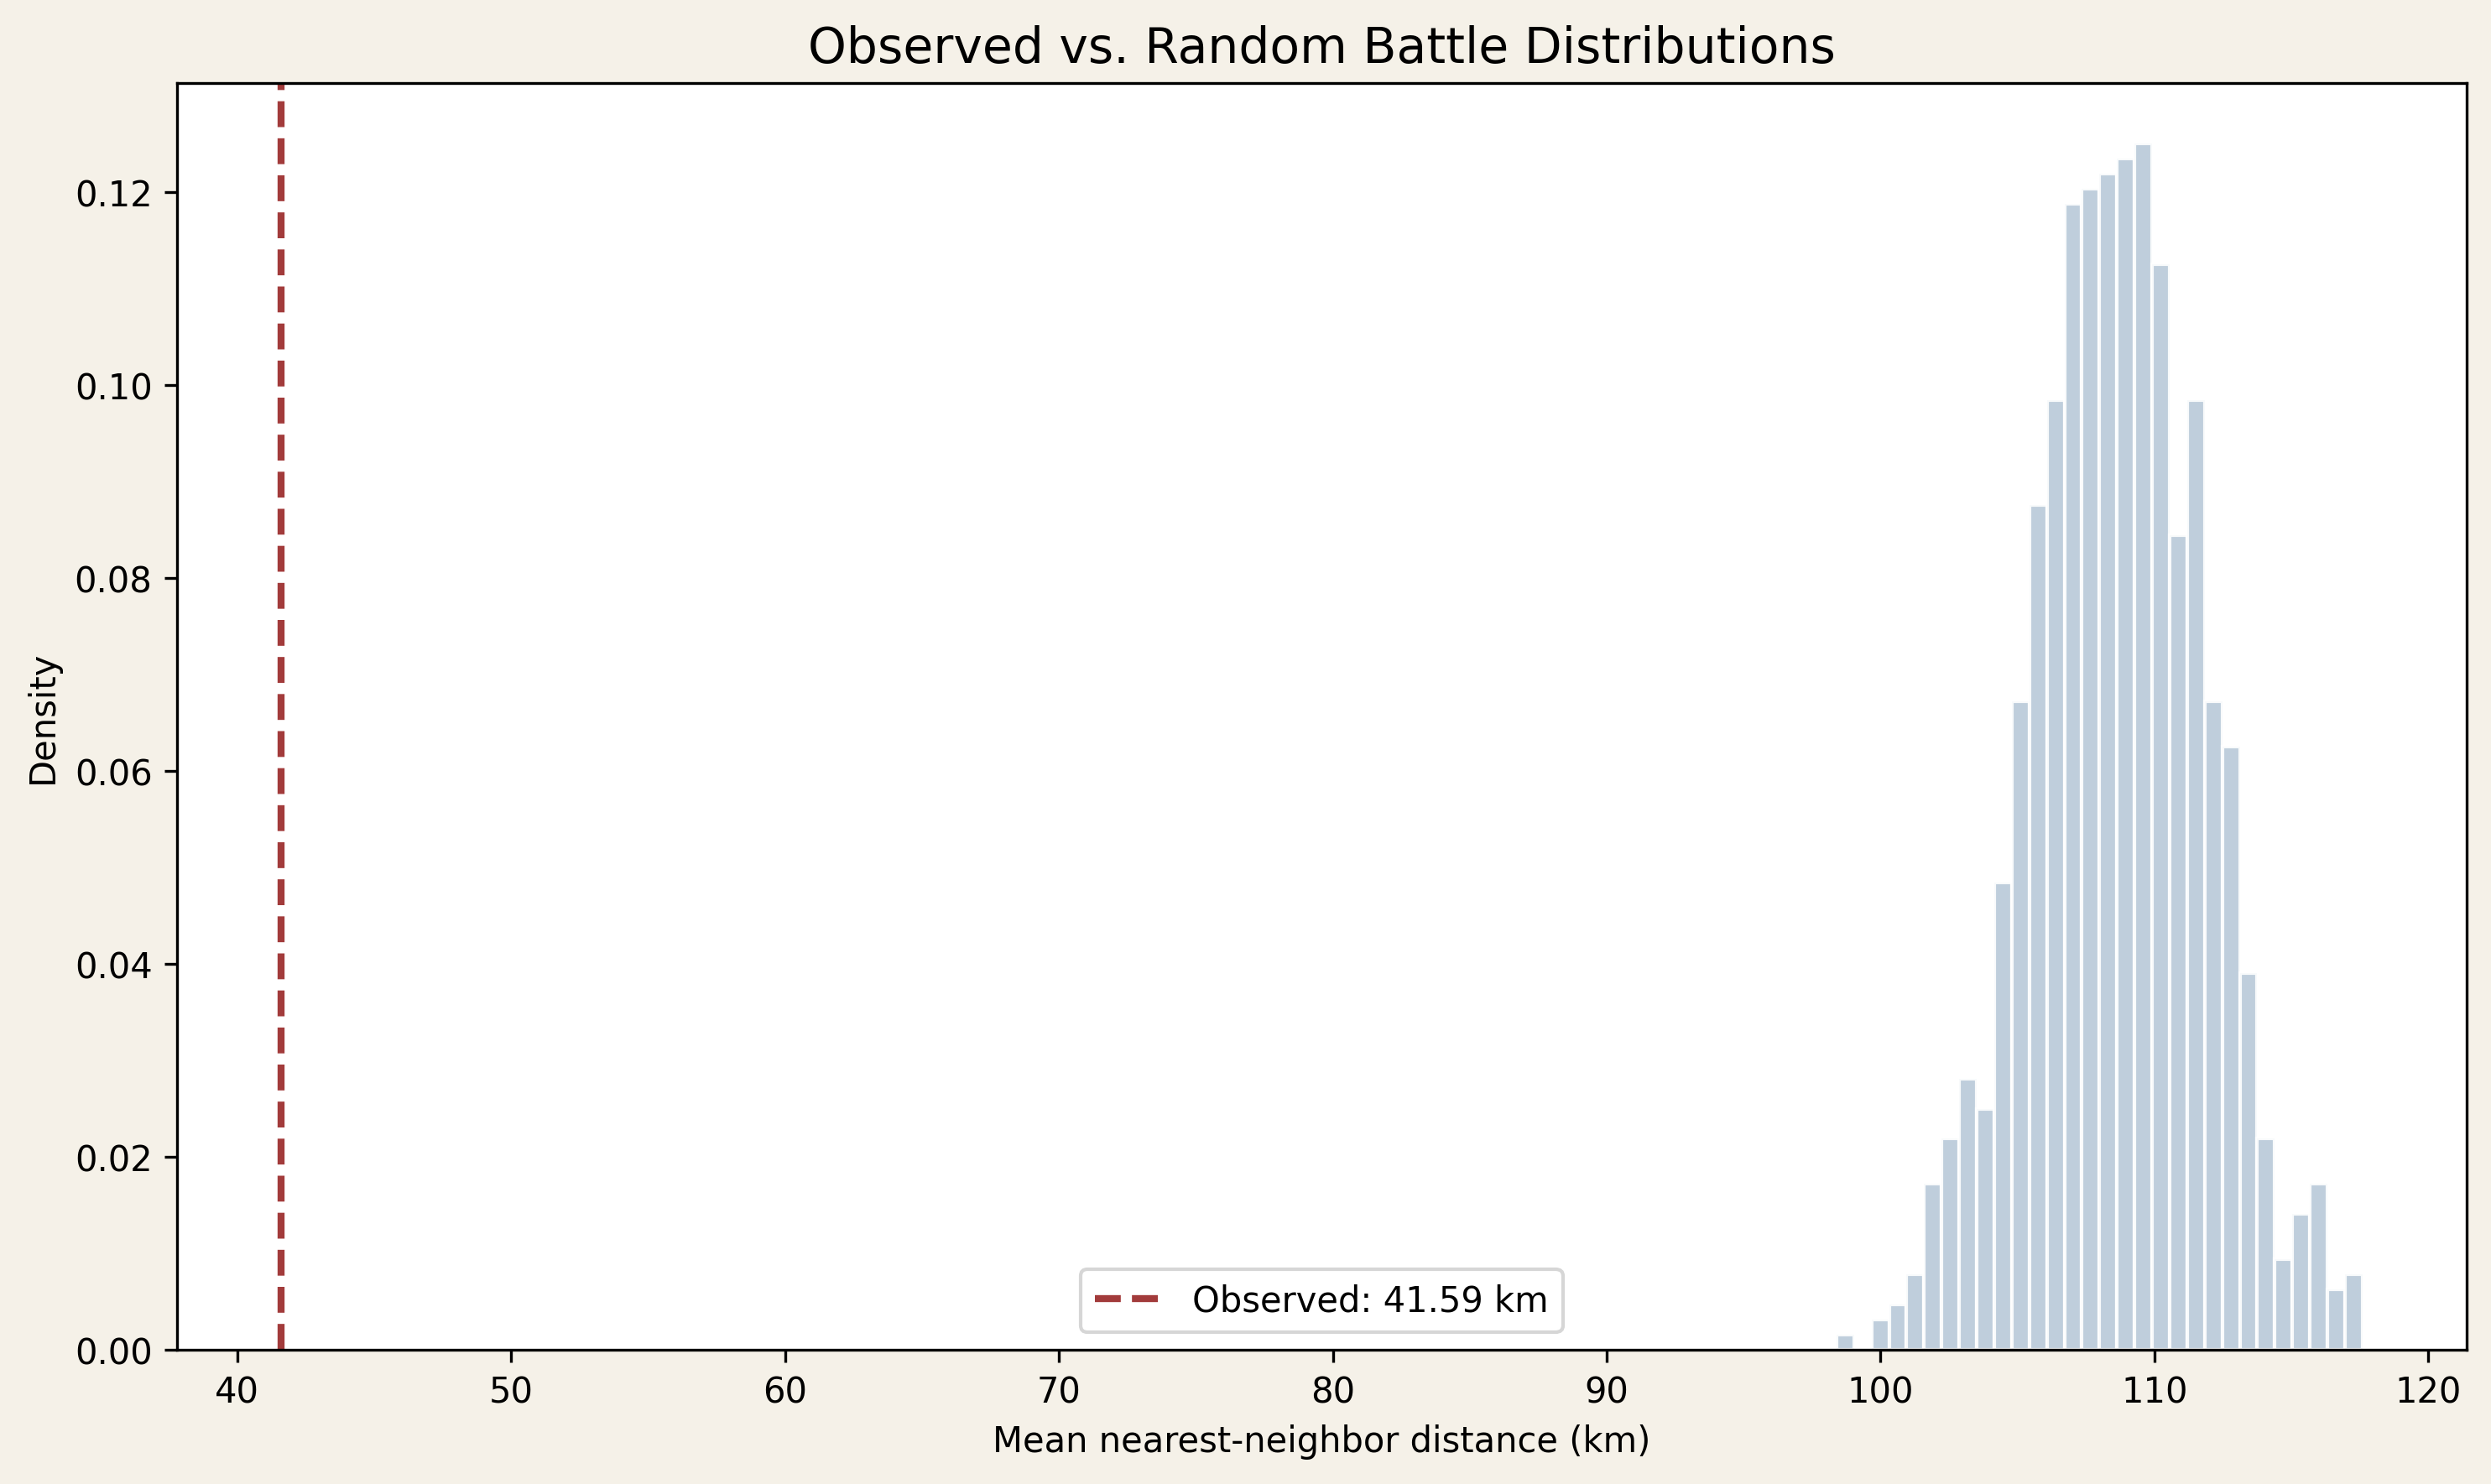 Observed vs. Random Battle Distributions
Density
0.12
0.10
0.08
0.06
0.04
0.02
0.00
Observed: 41.59 km
40 50 60 70 80 90 100 110 120
Mean nearest-neighbor distance (km)